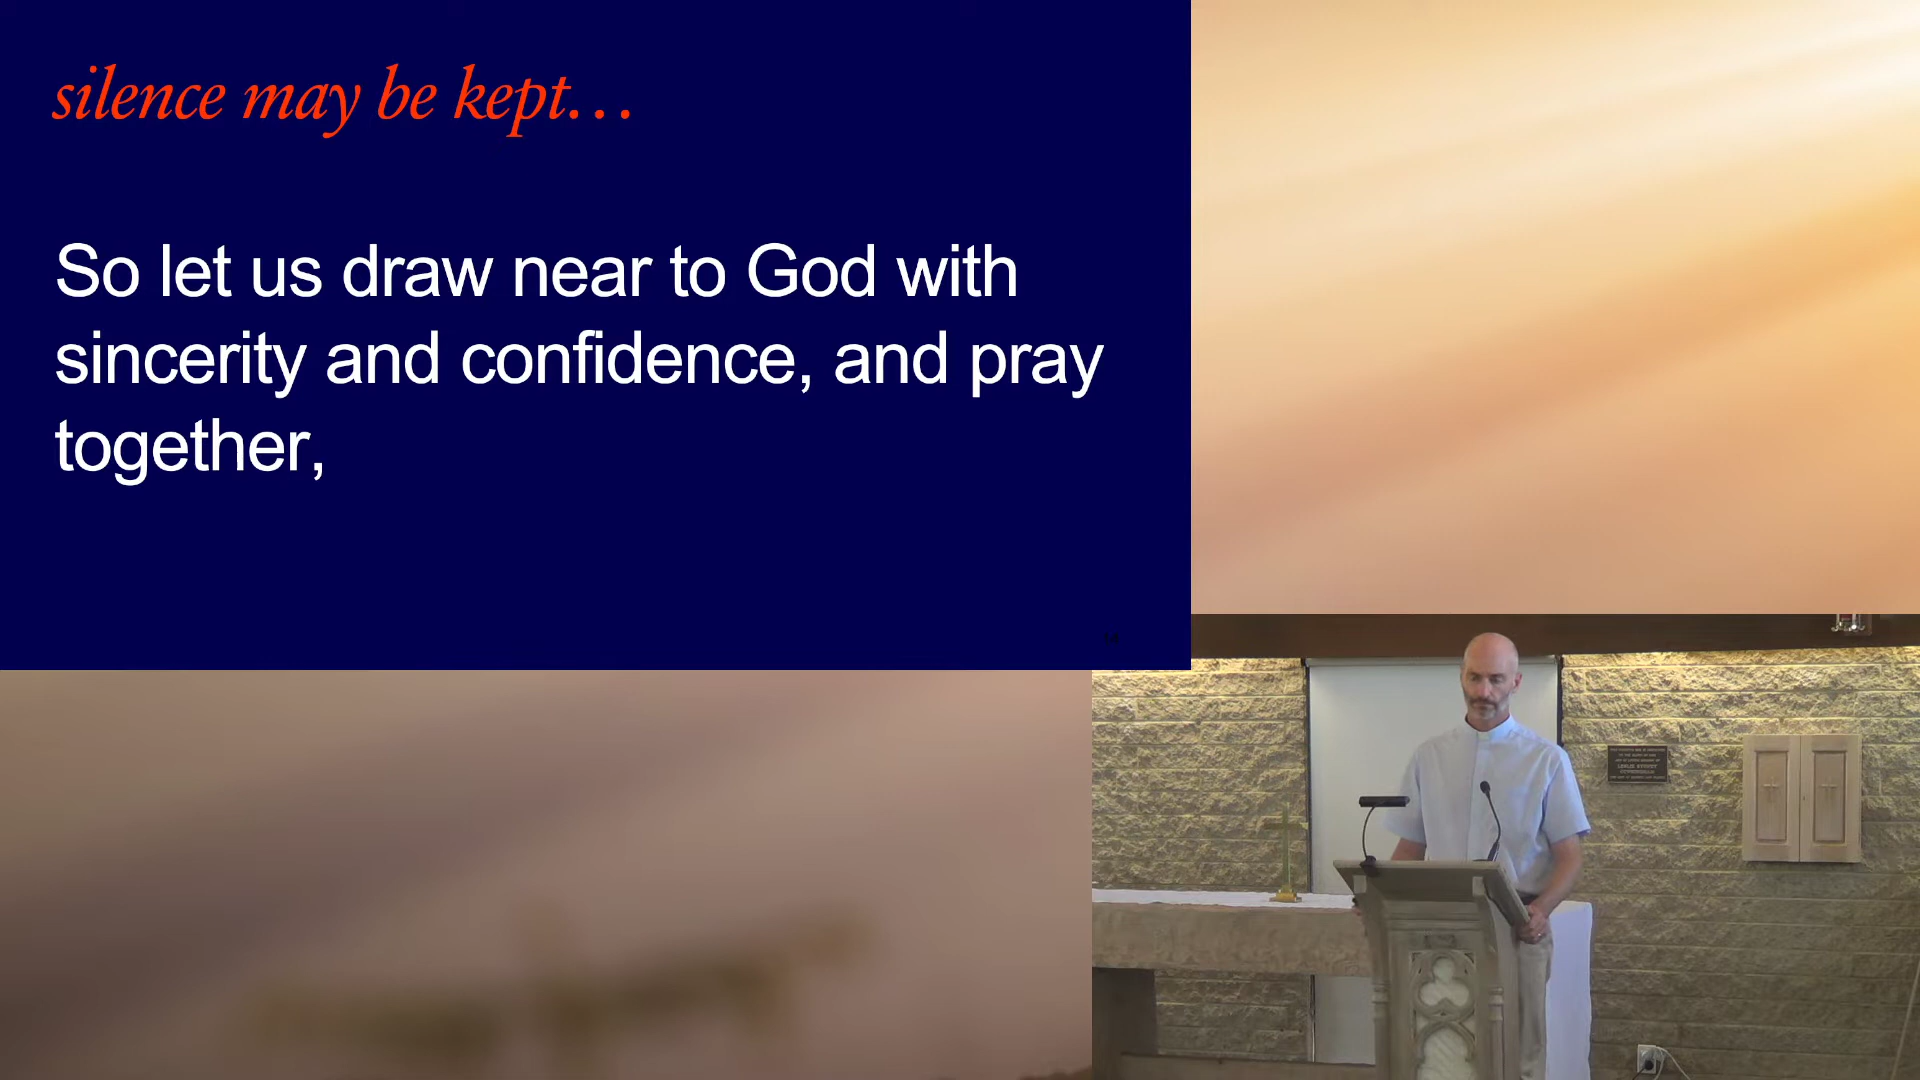 silence may be kept…
So let us draw near to God with
sincerity and confidence, and pray
together,